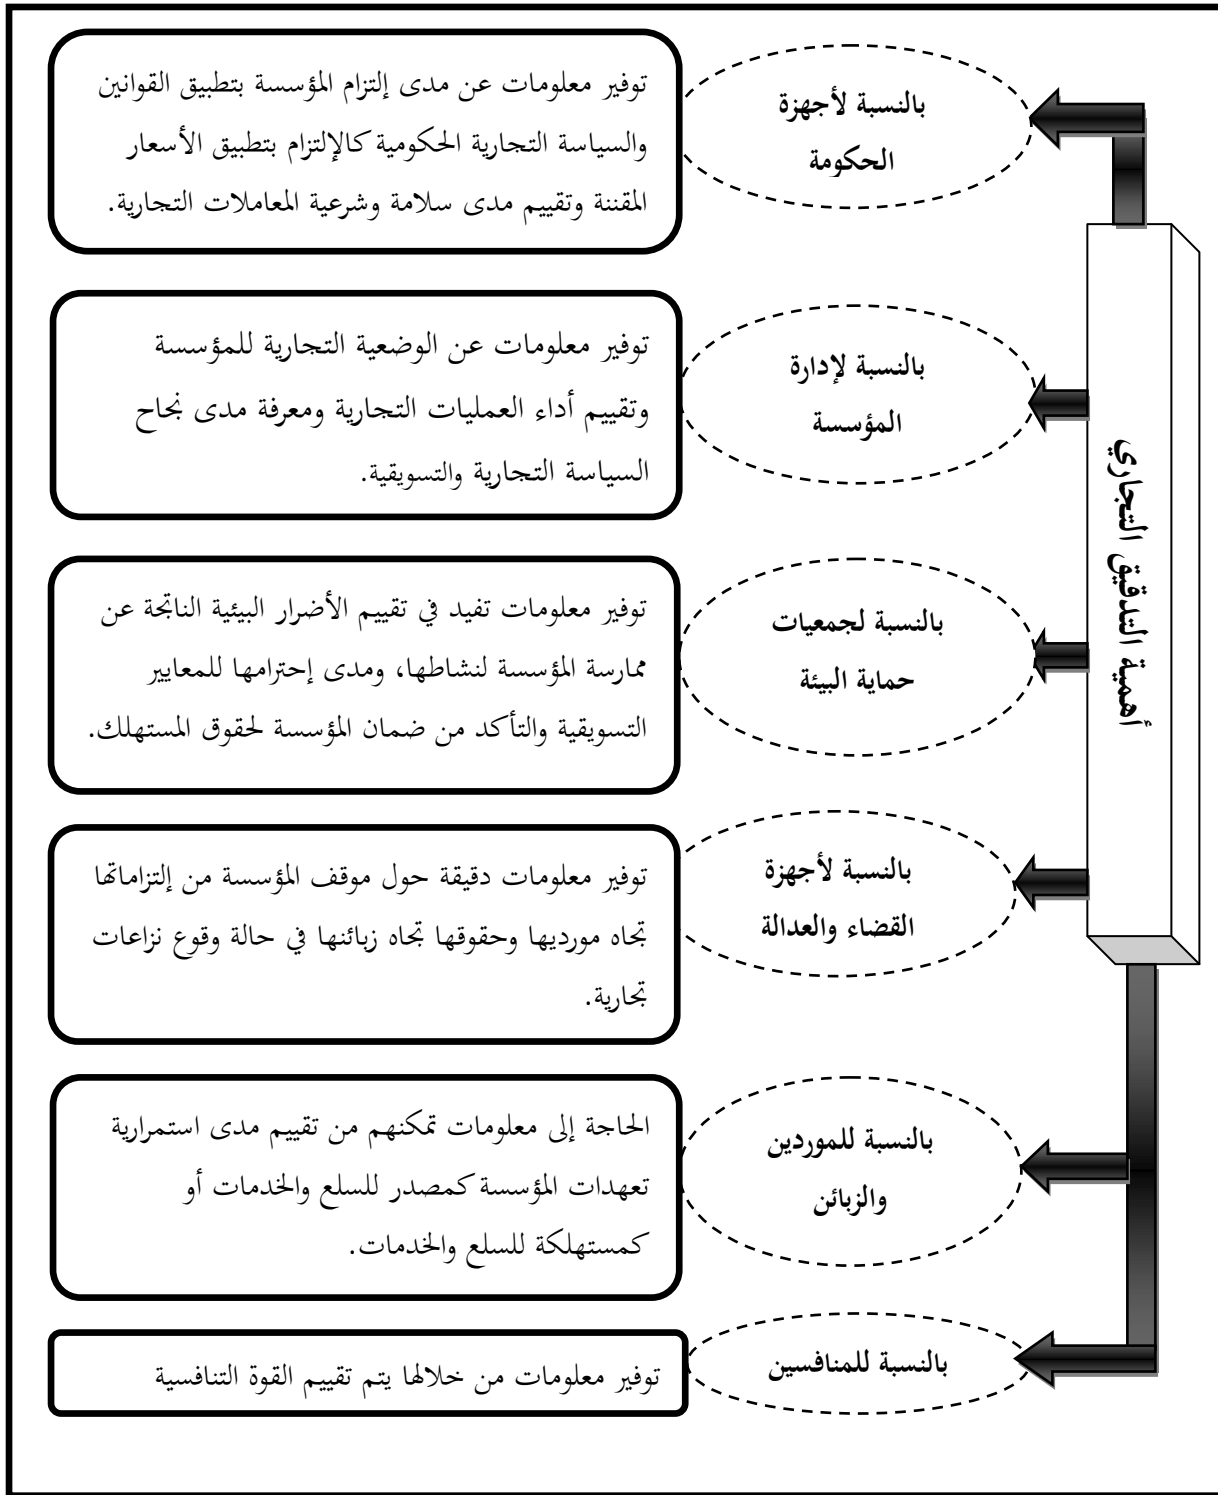 أهمية التدقيق التجاري
بالنسبة لأجهزة
الحكومة
توفير معلومات عن مدى إلتزام المؤسسة بتطبيق القوانين
والسياسة التجارية الحكومية كالإلتزام بتطبيق الأسعار
المقننة وتقييم مدى سلامة وشرعية المعاملات التجارية.
بالنسبة لإدارة
المؤسسة
توفير معلومات عن الوضعية التجارية للمؤسسة
وتقييم أداء العمليات التجارية ومعرفة مدى نجاح
السياسة التجارية والتسويقية.
بالنسبة لجمعيات
حماية البيئة
توفير معلومات تفيد في تقييم الأضرار البيئية الناتجة عن
ممارسة المؤسسة لنشاطها، ومدى إحترامها للمعايير
التسويقية والتأكد من ضمان المؤسسة لحقوق المستهلك.
بالنسبة لأجهزة
القضاء والعدالة
توفير معلومات دقيقة حول موقف المؤسسة من إلتزاماتها
تجاه مورديها وحقوقها تجاه زبائنها في حالة وقوع نزاعات
تجارية.
بالنسبة للموردين
والزبائن
الحاجة إلى معلومات تمكنهم من تقييم مدى استمرارية
تعهدات المؤسسة كمصدر للسلع والخدمات أو
كمستهلكة للسلع والخدمات.
بالنسبة للمنافسين
توفير معلومات من خلالها يتم تقييم القوة التنافسية